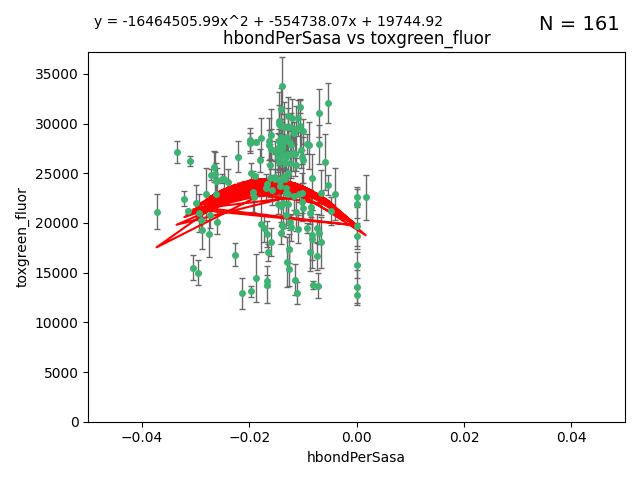 y = -16464505.99x^2 + -554738.07x + 19744.92
N = 161
hbondPerSasa vs toxgreen_fluor
35000
30000
25000
20000
15000
10000
5000
0
toxgreen_fluor
−0.04
−0.02
0.00
0.02
0.04
hbondPerSasa